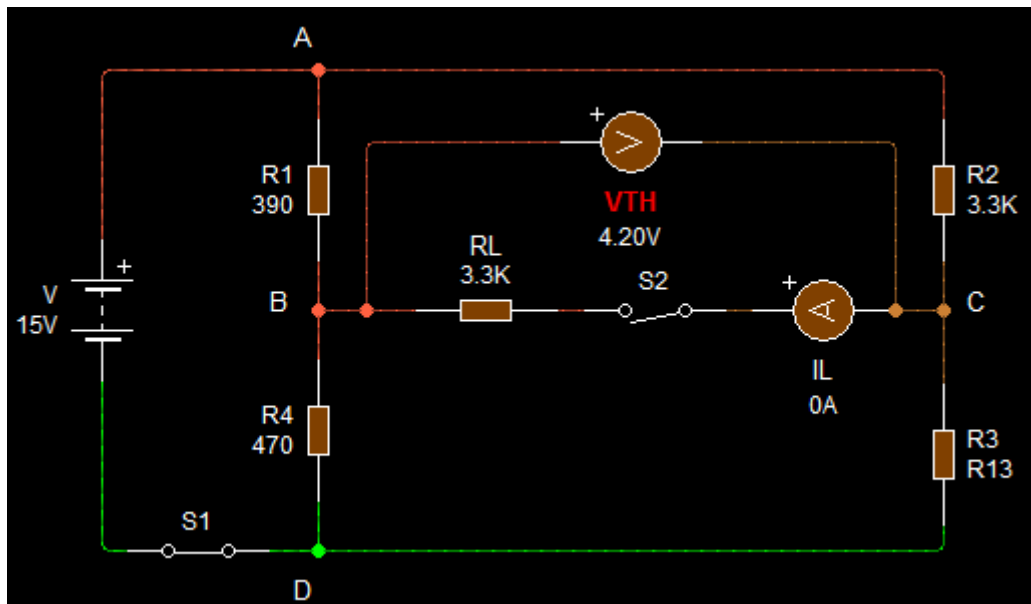 A
+
R1
390
VTH
4.20V
R2
3.3K
RL
3.3K
S2
+
V
15V
+
B
C
IL
0A
R4
470
R3
R13
S1
D